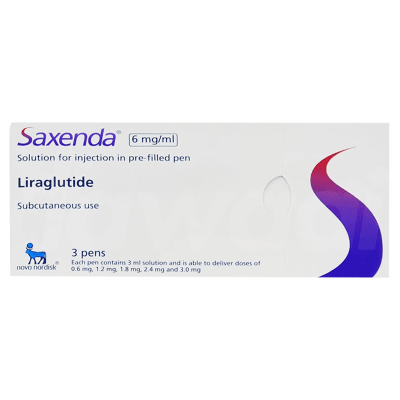 Saxenda® 6 mg/ml
Solution for injection in pre-filled pen
Liraglutide
Subcutaneous use
3 pens
Each pen contains 3 ml solution and is able to deliver doses of
0.6 mg, 1.2 mg, 1.8 mg, 2.4 mg and 3.0 mg
novo nordisk®